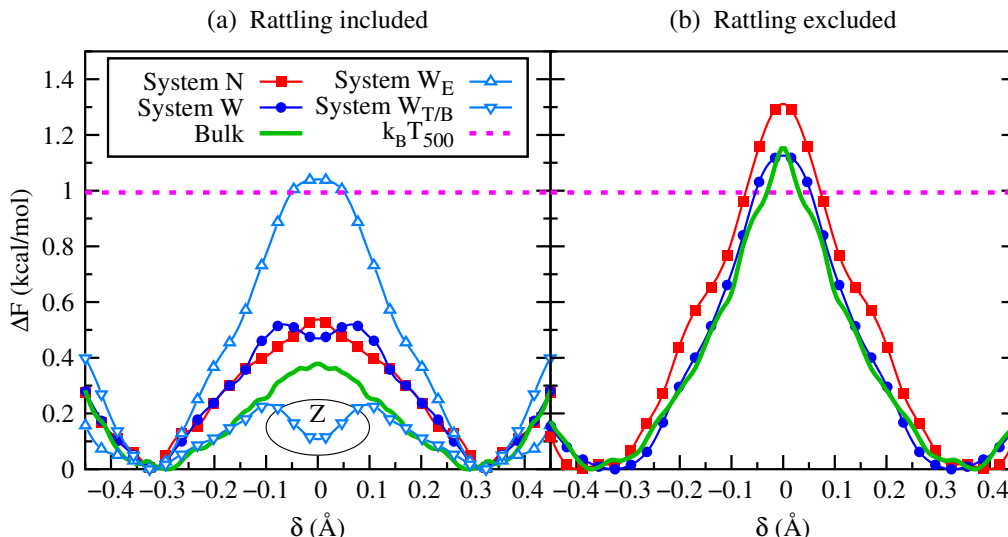 (a) Rattling included
(b) Rattling excluded
System N
System W
Bulk
System W_E
System W_T/B
k_BT_500
Z
ΔF (kcal/mol)
1.4
1.2
1
0.8
0.6
0.4
0.2
0
−0.4 −0.3 −0.2 −0.1 0 0.1 0.2 0.3 0.4
−0.4 −0.3 −0.2 −0.1 0 0.1 0.2 0.3 0.4
δ (Å)
δ (Å)